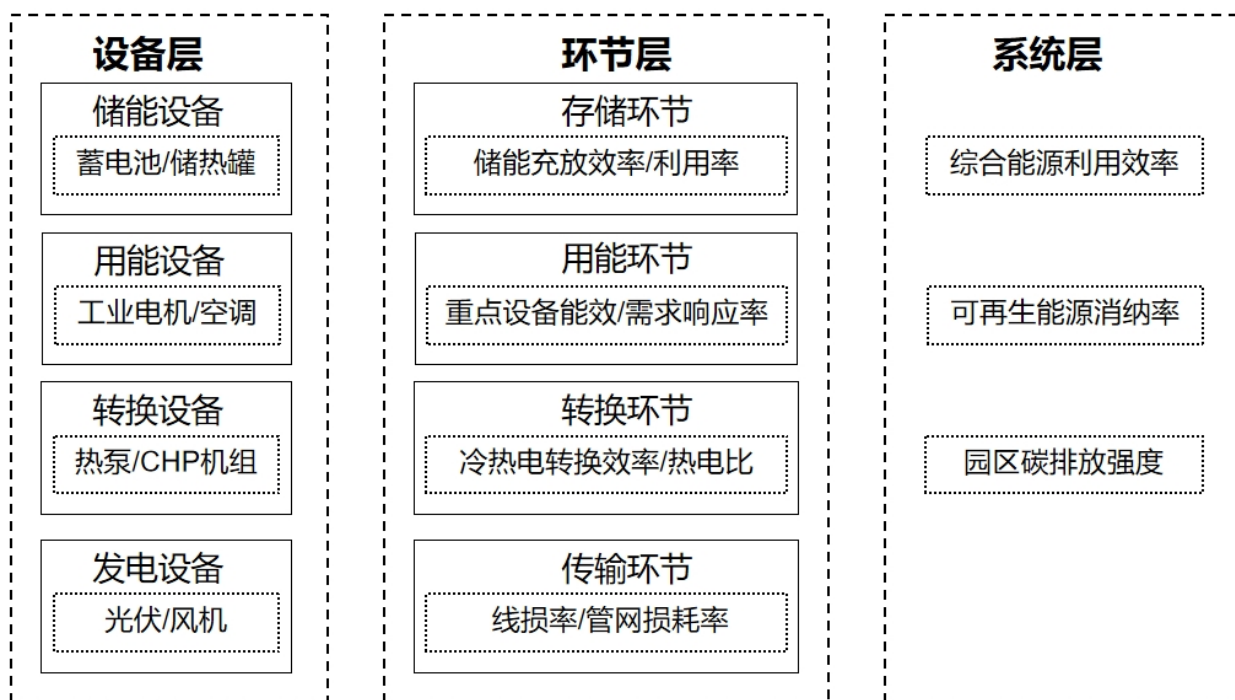 设备层
储能设备
蓄电池/储热罐
用能设备
工业电机/空调
转换设备
热泵/CHP机组
发电设备
光伏/风机
环节层
存储环节
储能充放效率/利用率
用能环节
重点设备能效/需求响应率
转换环节
冷热电转换效率/热电比
传输环节
线损率/管网损耗率
系统层
综合能源利用效率
可再生能源消纳率
园区碳排放强度